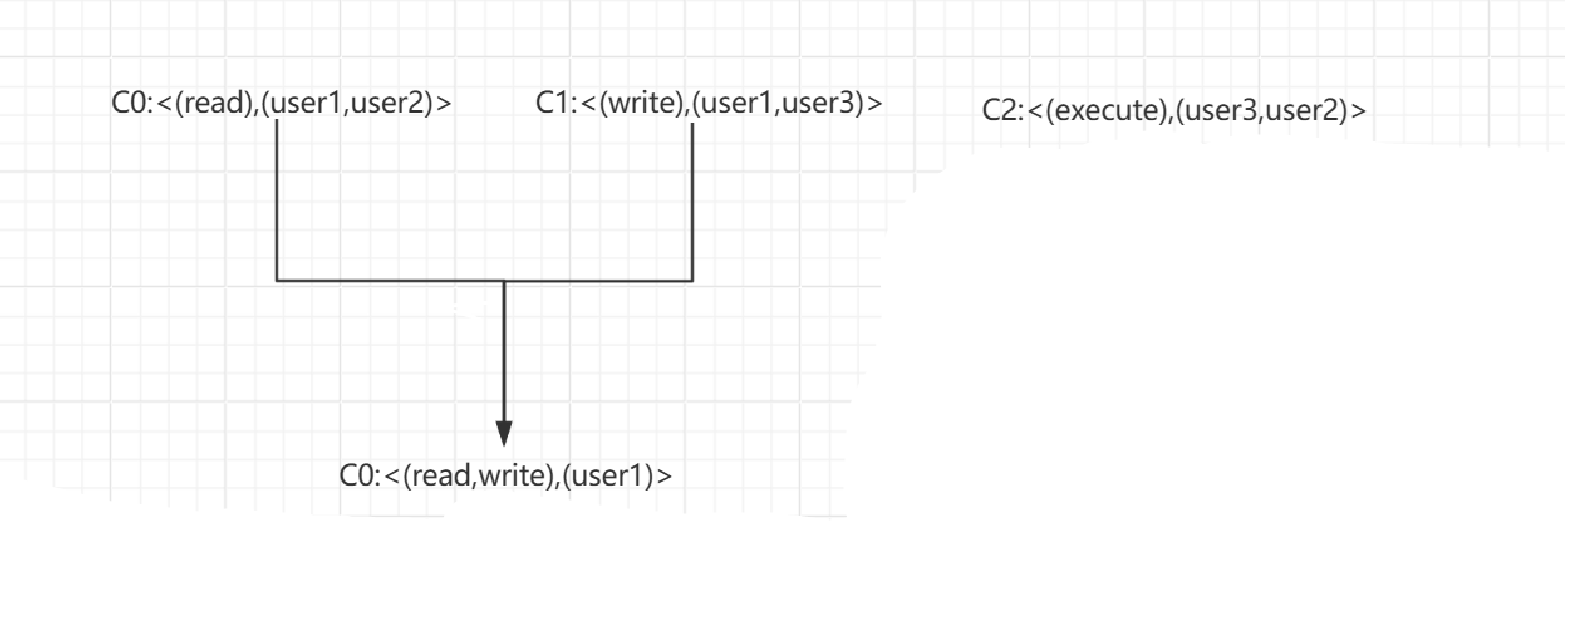 C0:<(read),(user1,user2)>
C1:<(write),(user1,user3)>
C2:<(execute),(user3,user2)>
C0:<(read,write),(user1)>